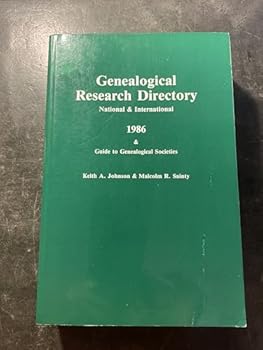 Genealogical
Research Directory
National & International
1986
&
Guide to Genealogical Societies
Keith A. Johnson & Malcolm R. Sainty